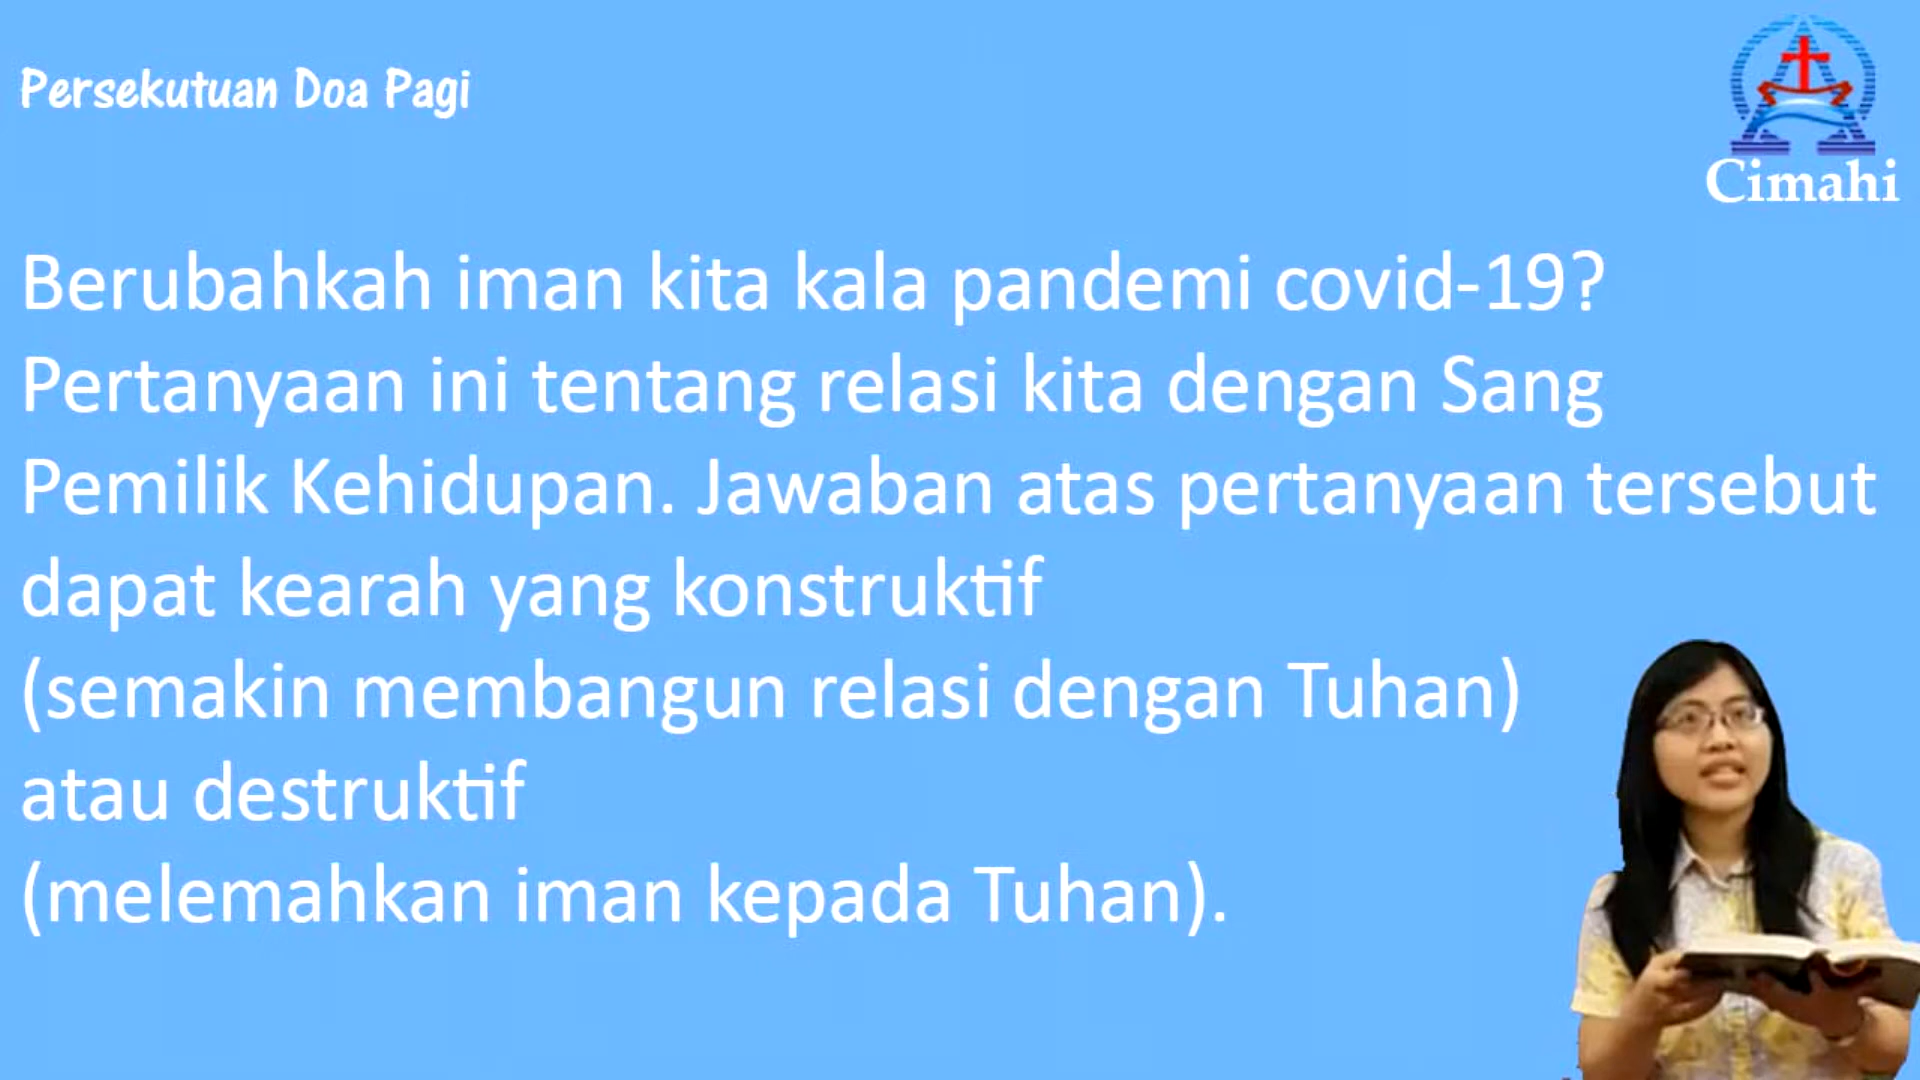 Persekutuan Doa Pagi
Cimahi
Berubahkah iman kita kala pandemi covid-19?
Pertanyaan ini tentang relasi kita dengan Sang
Pemilik Kehidupan. Jawaban atas pertanyaan tersebut
dapat kearah yang konstruktif
(semakin membangun relasi dengan Tuhan)
atau destruktif
(melemahkan iman kepada Tuhan).